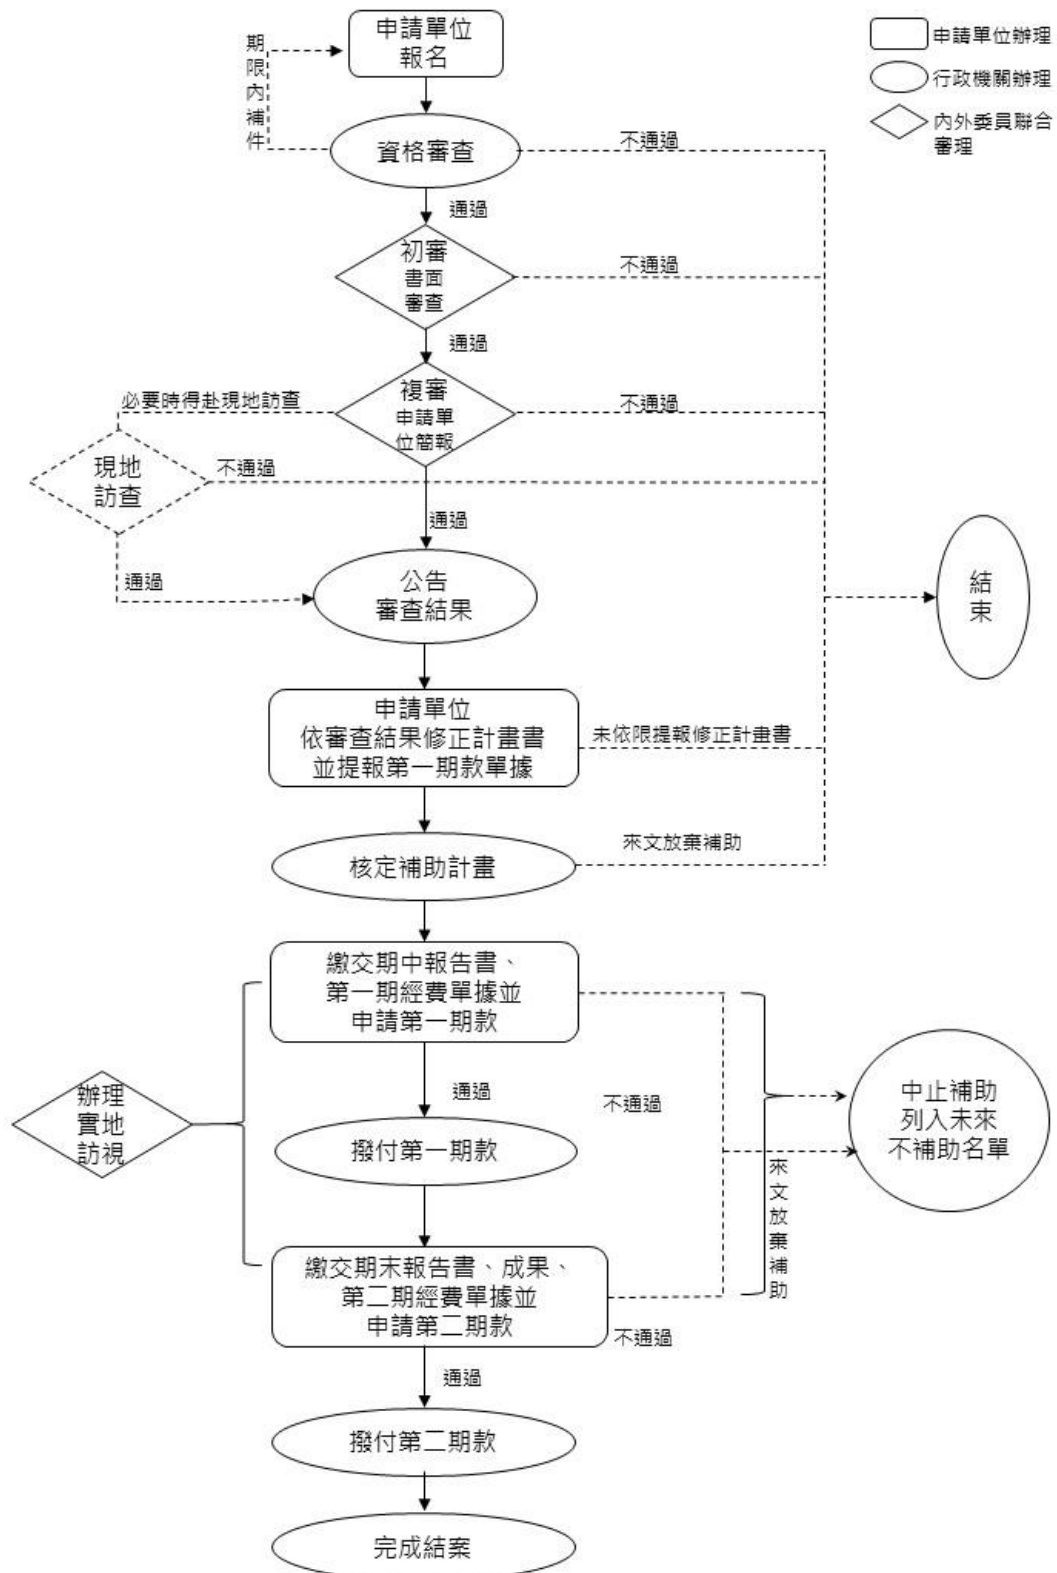 申請單位
報名
期限內補件
申請單位辦理
行政機關辦理
內外委員聯合
審理
資格審查
不通過
通過
初審
書面
審查
不通過
通過
複審
申請單
位簡報
必要時得赴現地訪查
不通過
現地
訪查
不通過
通過
通過
公告
審查結果
結束
申請單位
依審查結果修正計畫書
並提報第一期款單據
未依限提報修正計畫書
核定補助計畫
來文放棄補助
繳交期中報告書、
第一期經費單據並
申請第一期款
辦理
實地
訪視
通過
不通過
中止補助
列入未來
不補助名單
撥付第一期款
來文放棄補助
繳交期末報告書、成果、
第二期經費單據並
申請第二期款
不通過
通過
撥付第二期款
完成結案